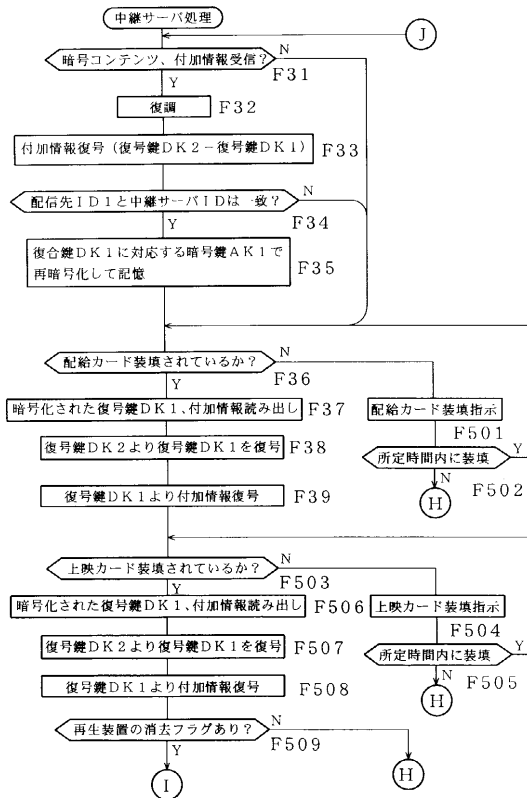 中継サーバ処理
J
暗号コンテンツ、付加情報受信?
N
F31
Y
復調
F32
付加情報復号(復号鍵DK2-復号鍵DK1)
F33
配信先ID1と中継サーバIDは一致?
N
F34
Y
復合鍵DK1に対応する暗号鍵AK1で
再暗号化して記憶
F35
配給カード装填されているか?
N
F36
Y
暗号化された復号鍵DK1、付加情報読み出し
F37
配給カード装填指示
F501
復号鍵DK2より復号鍵DK1を復号
F38
所定時間内に装填
Y
F502
N
H
復号鍵DK1より付加情報復号
F39
上映カード装填されているか?
N
F503
Y
暗号化された復号鍵DK1、付加情報読み出し
F506
上映カード装填指示
F504
復号鍵DK2より復号鍵DK1を復号
F507
所定時間内に装填
Y
F505
N
H
復号鍵DK1より付加情報復号
F508
再生装置の消去フラグあり?
N
F509
Y
I
H